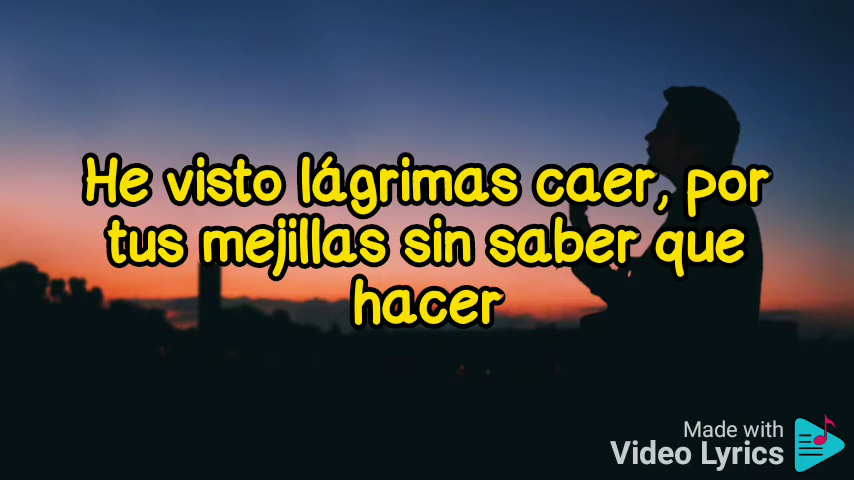 He visto lágrimas caer, por
tus mejillas sin saber que
hacer
Made with
Video Lyrics